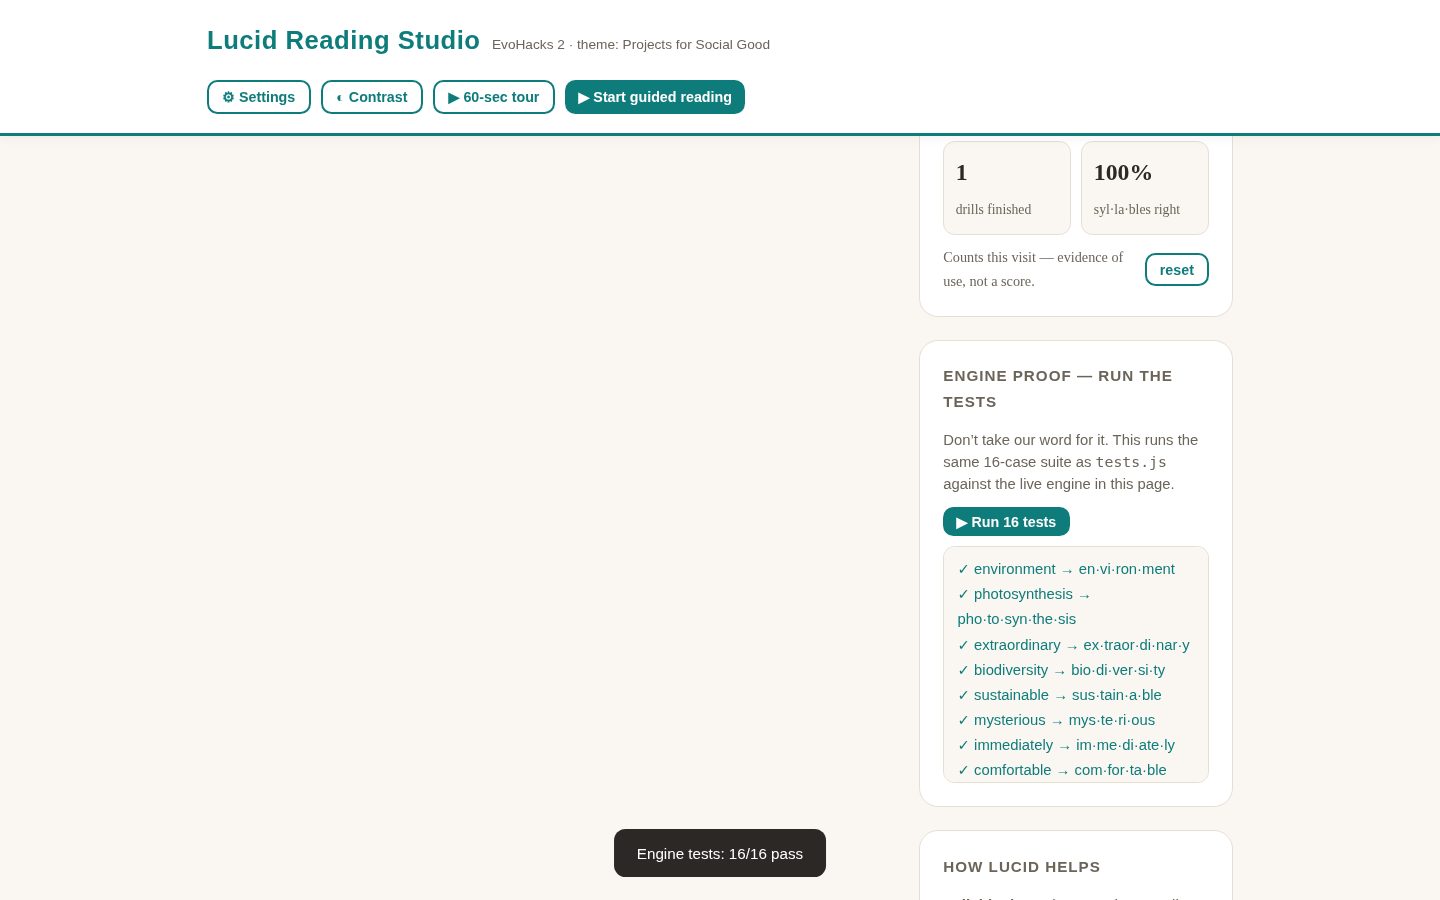 Lucid Reading Studio EvoHacks 2 · theme: Projects for Social Good
⚙ Settings
◖ Contrast
▶ 60-sec tour
▶ Start guided reading
1
drills finished
100%
syl·la·bles right
Counts this visit — evidence of
use, not a score.
reset
ENGINE PROOF — RUN THE
TESTS
Don’t take our word for it. This runs the
same 16-case suite as tests.js
against the live engine in this page.
▶ Run 16 tests
✓ environment → en·vi·ron·ment
✓ photosynthesis →
pho·to·syn·the·sis
✓ extraordinary → ex·traor·di·nar·y
✓ biodiversity → bio·di·ver·si·ty
✓ sustainable → sus·tain·a·ble
✓ mysterious → mys·te·ri·ous
✓ immediately → im·me·di·ate·ly
✓ comfortable → com·for·ta·ble
Engine tests: 16/16 pass
HOW LUCID HELPS